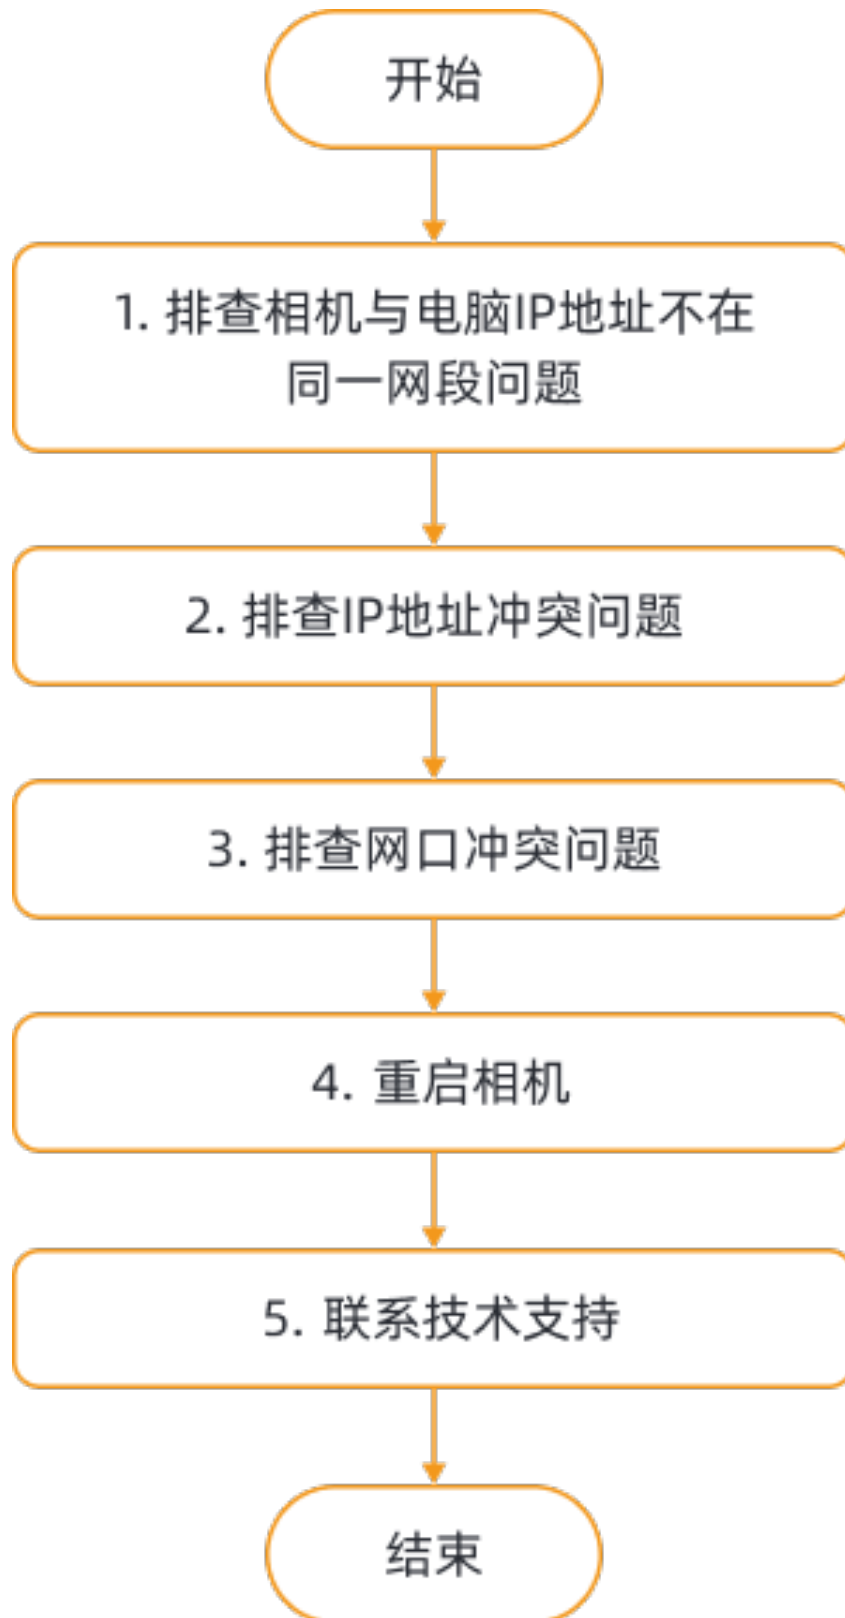 开始
1. 排查相机与电脑IP地址不在
同一网段问题
2. 排查IP地址冲突问题
3. 排查网口冲突问题
4. 重启相机
5. 联系技术支持
结束